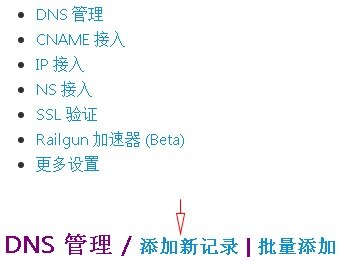 DNS 管理
CNAME 接入
IP 接入
NS 接入
SSL 验证
Railgun 加速器 (Beta)
更多设置
DNS 管理 / 添加新记录 | 批量添加